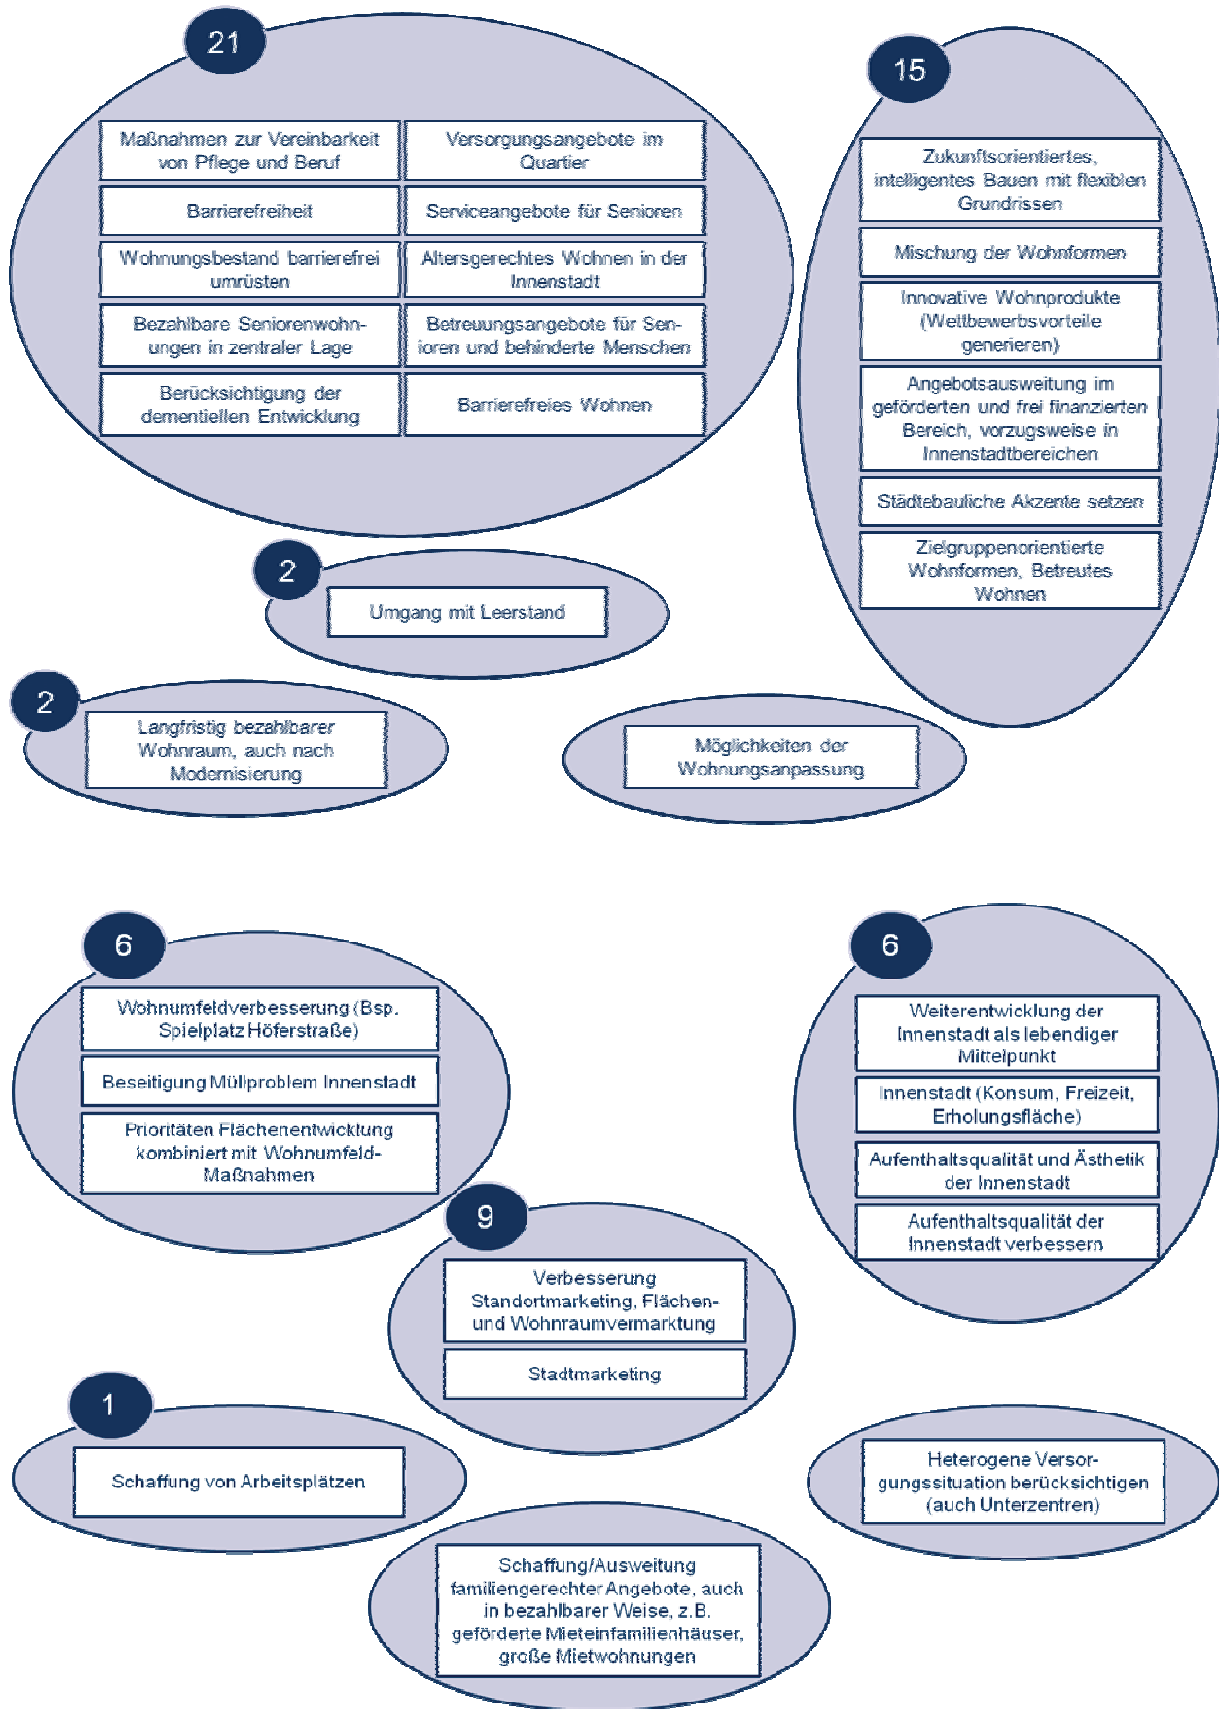 21
Maßnahmen zur Vereinbarkeit
von Pflege und Beruf
Versorgungsangebote im
Quartier
Barrierefreiheit
Serviceangebote für Senioren
Wohnungsbestand barrierefrei
umrüsten
Altersgerechtes Wohnen in der
Innenstadt
Bezahlbare Seniorenwohn-
ungen in zentraler Lage
Betreuungsangebote für Sen-
ioren und behinderte Menschen
Berücksichtigung der
dementiellen Entwicklung
Barrierefreies Wohnen
15
Zukunftsorientiertes,
intelligentes Bauen mit flexiblen
Grundrissen
Mischung der Wohnformen
Innovative Wohnprodukte
(Wettbewerbsvorteile
generieren)
Angebotsausweitung im
geförderten und frei finanzierten
Bereich, vorzugsweise in
Innenstadtbereichen
Städtebauliche Akzente setzen
Zielgruppenorientierte
Wohnformen, Betreutes
Wohnen
2
Umgang mit Leerstand
2
Langfristig bezahlbarer
Wohnraum, auch nach
Modernisierung
Möglichkeiten der
Wohnungsanpassung
6
Wohnumfeldverbesserung (Bsp.
Spielplatz Höferstraße)
Beseitigung Müllproblem Innenstadt
Prioritäten Flächenentwicklung
kombiniert mit Wohnumfeld-
Maßnahmen
6
Weiterentwicklung der
Innenstadt als lebendiger
Mittelpunkt
Innenstadt (Konsum, Freizeit,
Erholungsfläche)
Aufenthaltsqualität und Ästhetik
der Innenstadt
Aufenthaltsqualität der
Innenstadt verbessern
9
Verbesserung
Standortmarketing, Flächen-
und Wohnraumvermarktung
Stadtmarketing
1
Schaffung von Arbeitsplätzen
Heterogene Versor-
gungssituation berücksichtigen
(auch Unterzentren)
Schaffung/Ausweitung
familiengerechter Angebote, auch
in bezahlbarer Weise, z.B.
geförderte Mieteinfamilienhäuser,
große Mietwohnungen